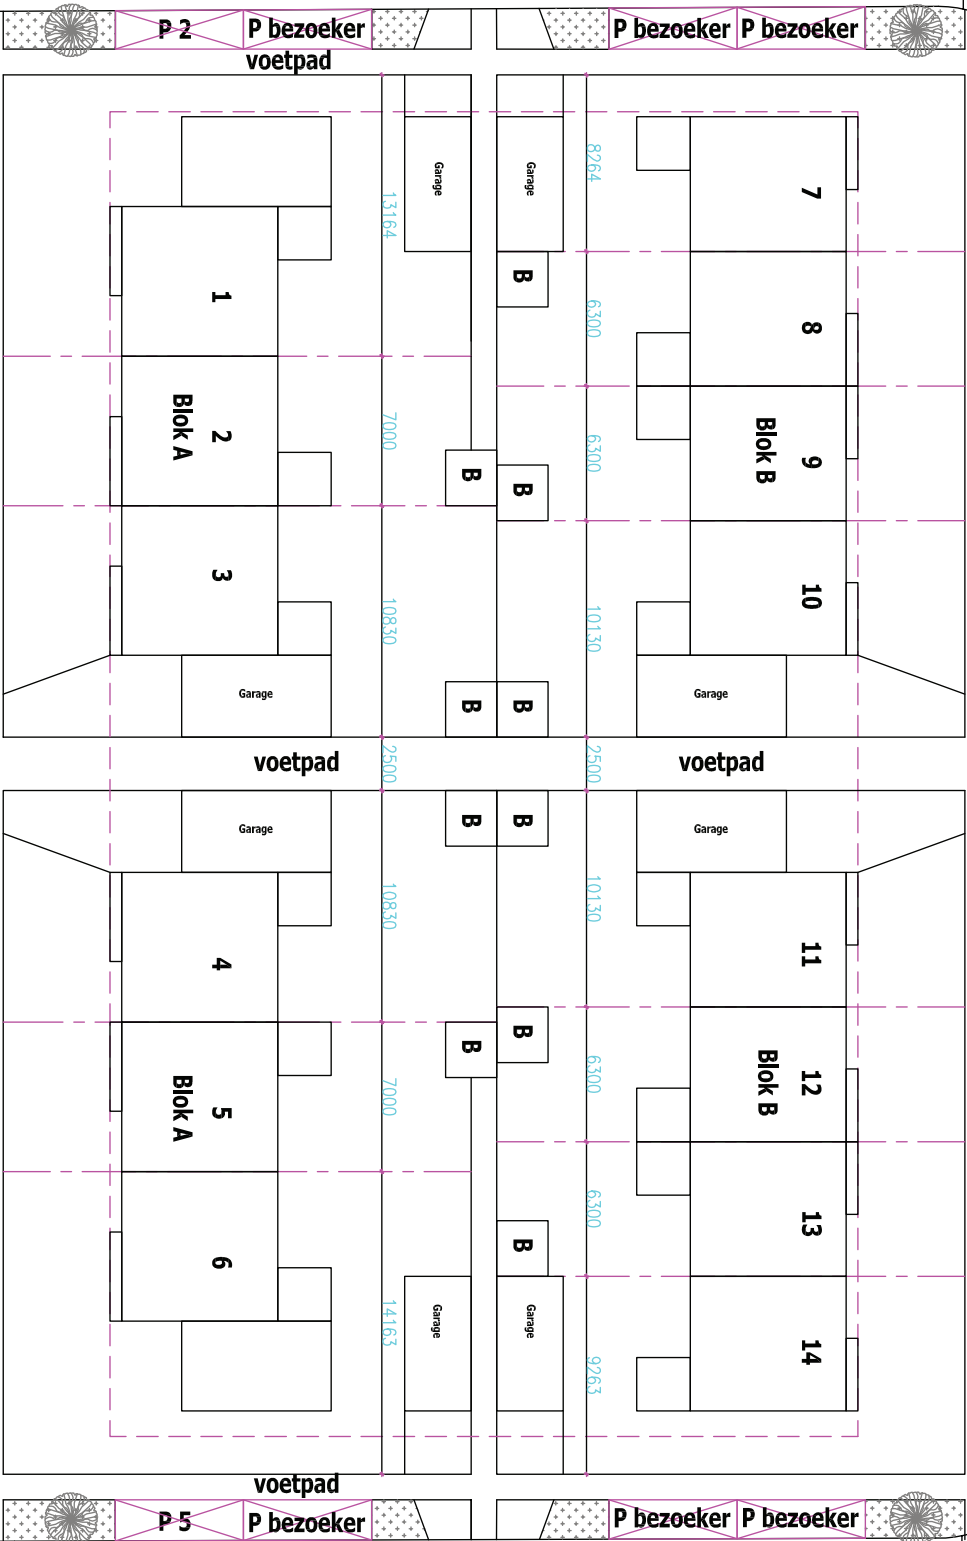 P 2
P bezoeker
P bezoeker
P bezoeker
voetpad
Garage
Garage
8264
7
13164
B
1
6300
8
Blok A
2
7000
6300
Blok B
9
B
B
3
10830
10130
10
Garage
B
B
Garage
voetpad
2500
2500
voetpad
Garage
B
B
Garage
10830
10130
4
11
B
B
Blok A
5
7000
6300
Blok B
12
6300
13
B
6
Garage
Garage
14163
9263
14
voetpad
P 5
P bezoeker
P bezoeker
P bezoeker